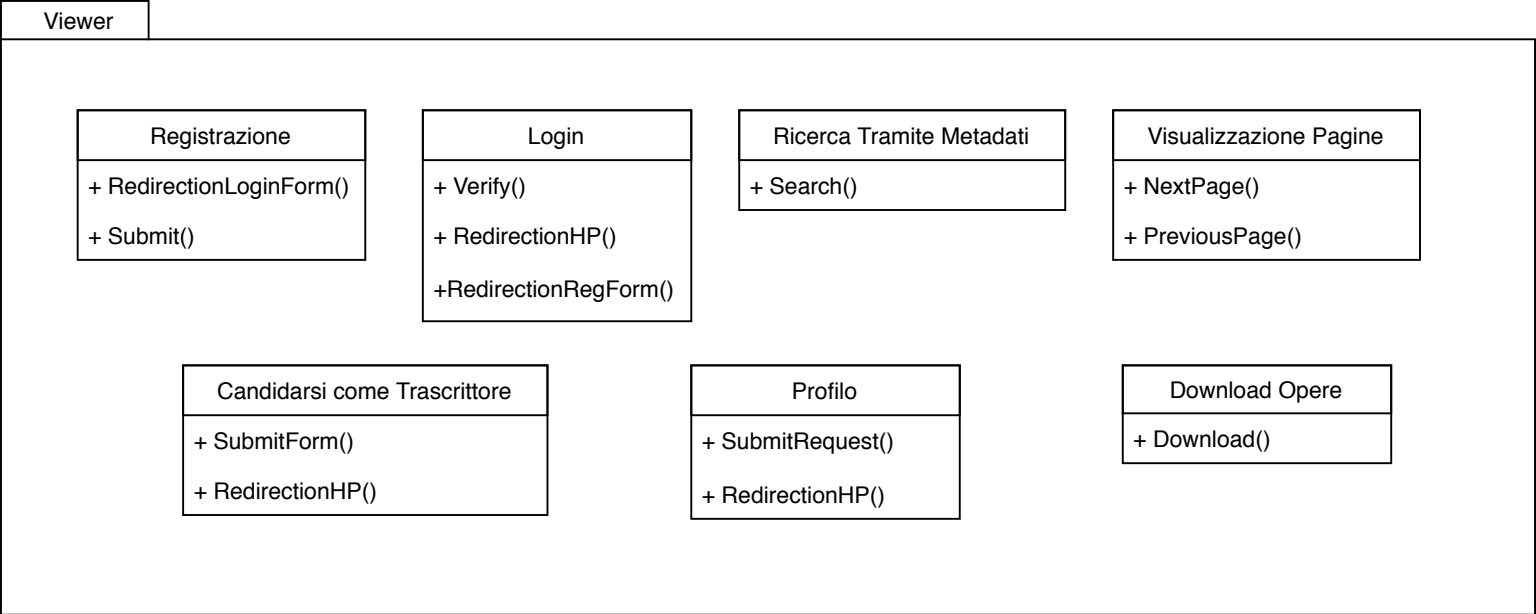 Viewer
Registrazione
+ RedirectionLoginForm()
+ Submit()
Login
+ Verify()
+ RedirectionHP()
+RedirectionRegForm()
Ricerca Tramite Metadati
+ Search()
Visualizzazione Pagine
+ NextPage()
+ PreviousPage()
Candidarsi come Trascrittore
+ SubmitForm()
+ RedirectionHP()
Profilo
+ SubmitRequest()
+ RedirectionHP()
Download Opere
+ Download()